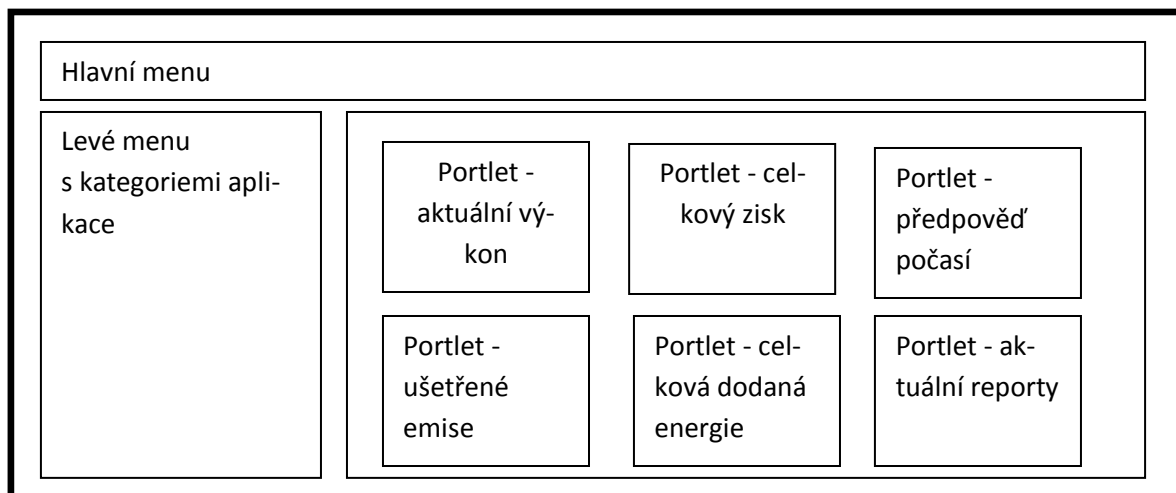 Hlavní menu
Levé menu
s kategoriemi apli-
kace
Portlet -
aktuální vý-
kon
Portlet - cel-
kový zisk
Portlet -
předpověď
počasí
Portlet -
ušetřené
emise
Portlet - cel-
ková dodaná
energie
Portlet - ak-
tuální reporty